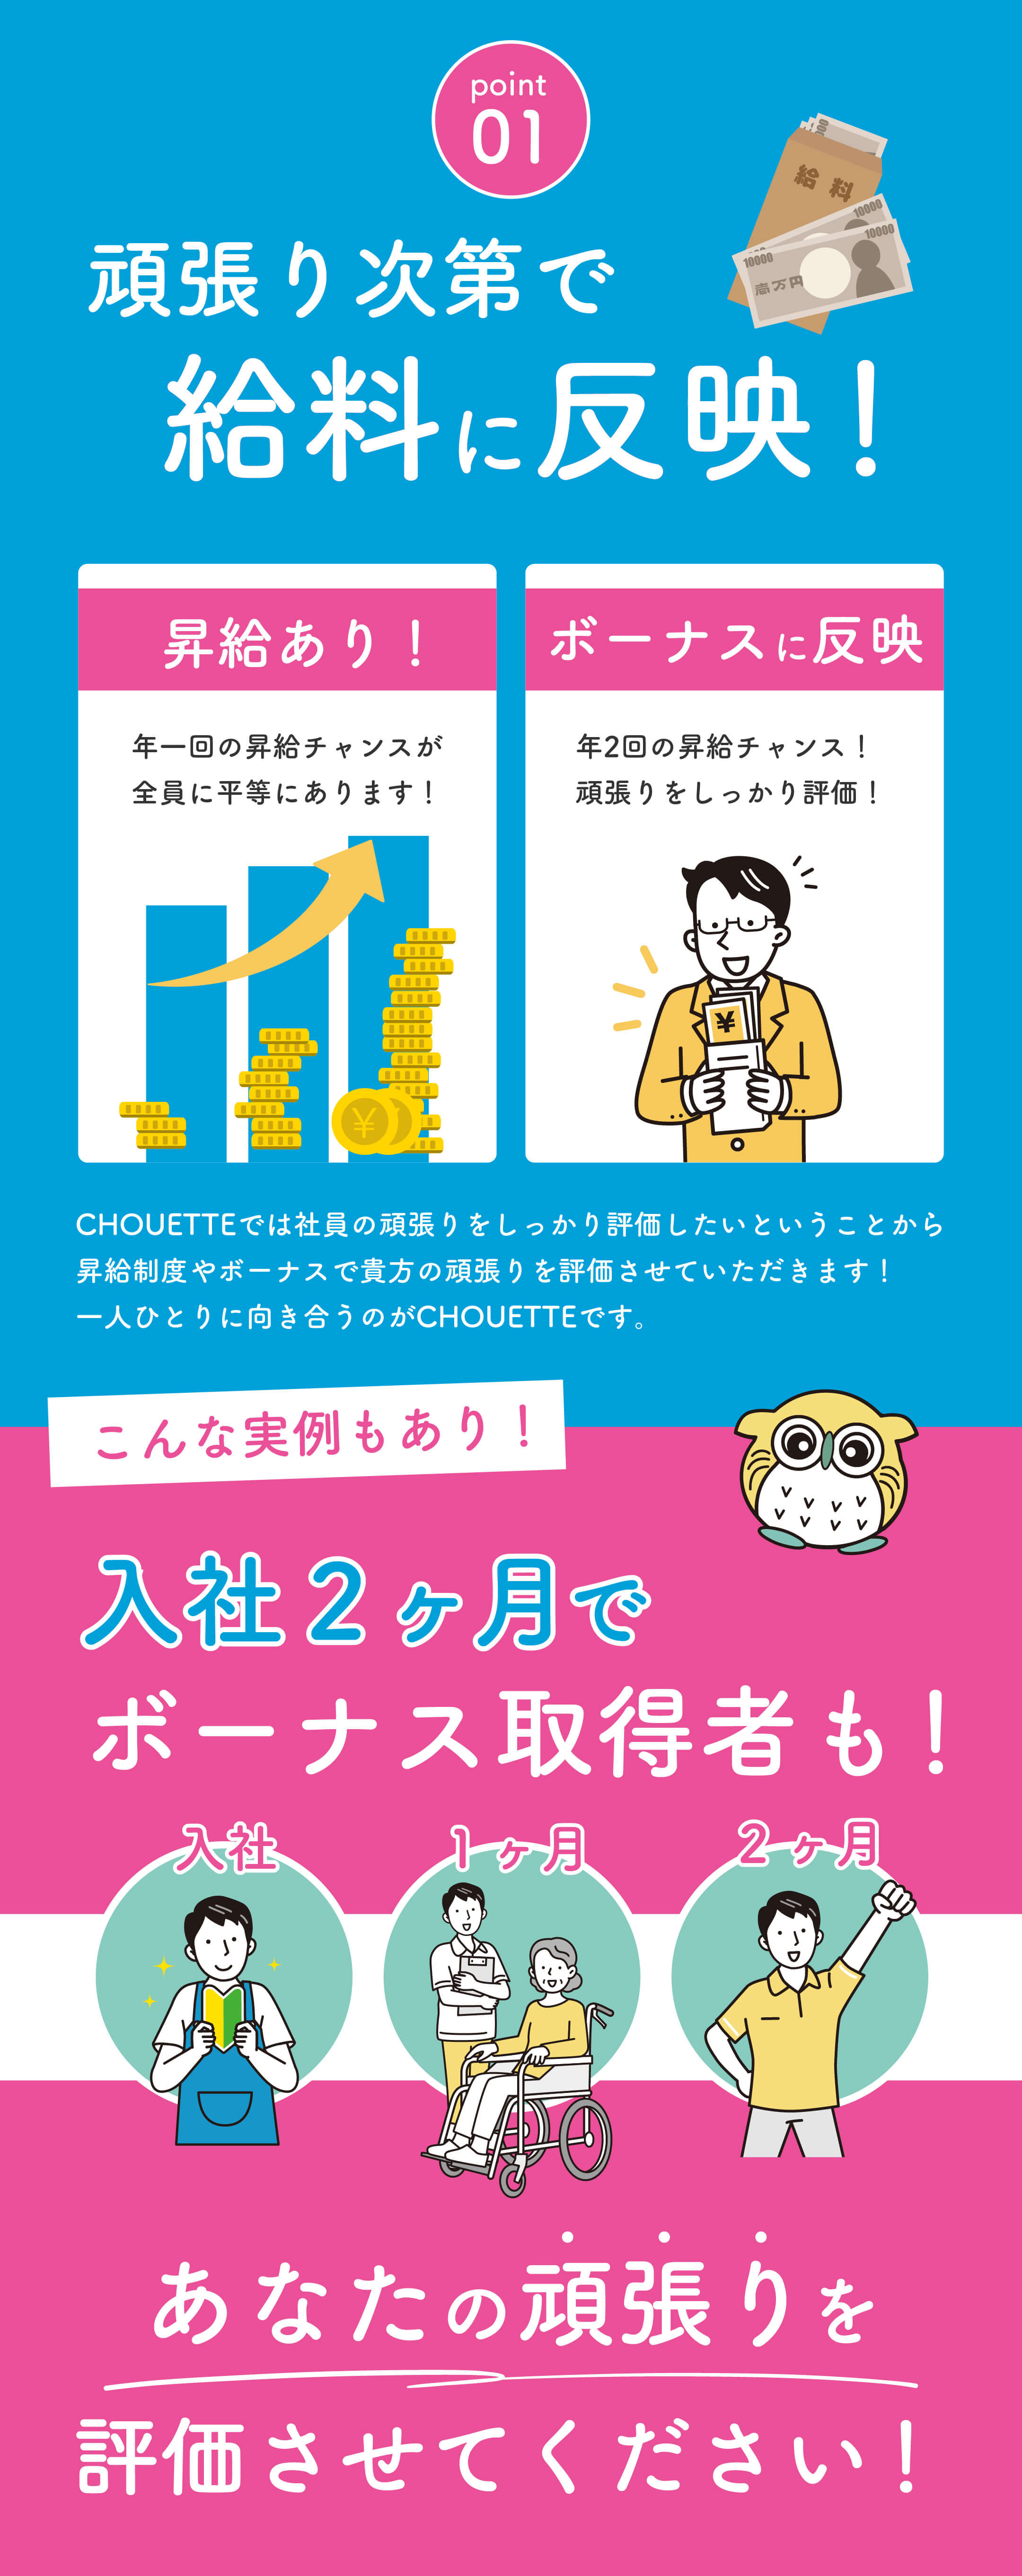 point
01
給料
10000
10000
10000
壱万円
頑張り次第で
給料に反映！
昇給あり！
年一回の昇給チャンスが
全員に平等にあります！
¥
ボーナスに反映
年2回の昇給チャンス！
頑張りをしっかり評価！
¥
CHOUETTEでは社員の頑張りをしっかり評価したいということから
昇給制度やボーナスで貴方の頑張りを評価させていただきます！
一人ひとりに向き合うのがCHOUETTEです。
こんな実例もあり！
入社２ヶ月で
ボーナス取得者も！
入社
１ヶ月
２ヶ月
あなたの頑張りを
評価させてください！